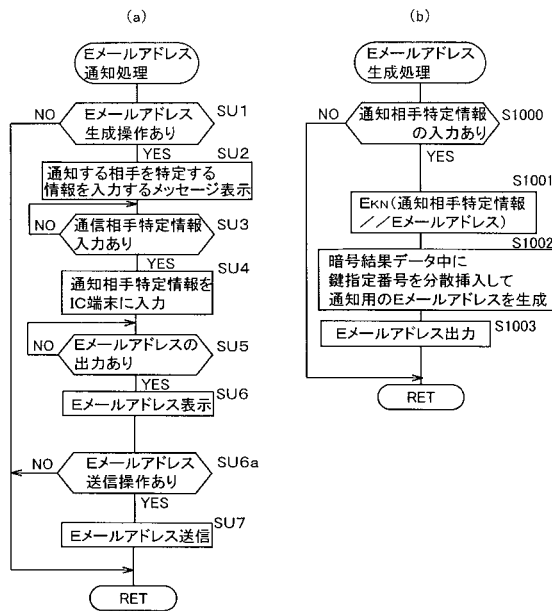 (a)
Eメールアドレス
通知処理
NO
Eメールアドレス
生成操作あり
SU1
YES
SU2
通知する相手を特定する
情報を入力するメッセージ表示
NO
通信相手特定情報
入力あり
SU3
YES
SU4
通知相手特定情報を
IC端末に入力
NO
Eメールアドレスの
出力あり
SU5
YES
SU6
Eメールアドレス表示
NO
Eメールアドレス
送信操作あり
SU6a
YES
SU7
Eメールアドレス送信
RET
(b)
Eメールアドレス
生成処理
NO
通知相手特定情報
の入力あり
S1000
YES
S1001
EKN(通知相手特定情報
//Eメールアドレス)
S1002
暗号結果データ中に
鍵指定番号を分散挿入して
通知用のEメールアドレスを生成
Eメールアドレス出力
S1003
RET